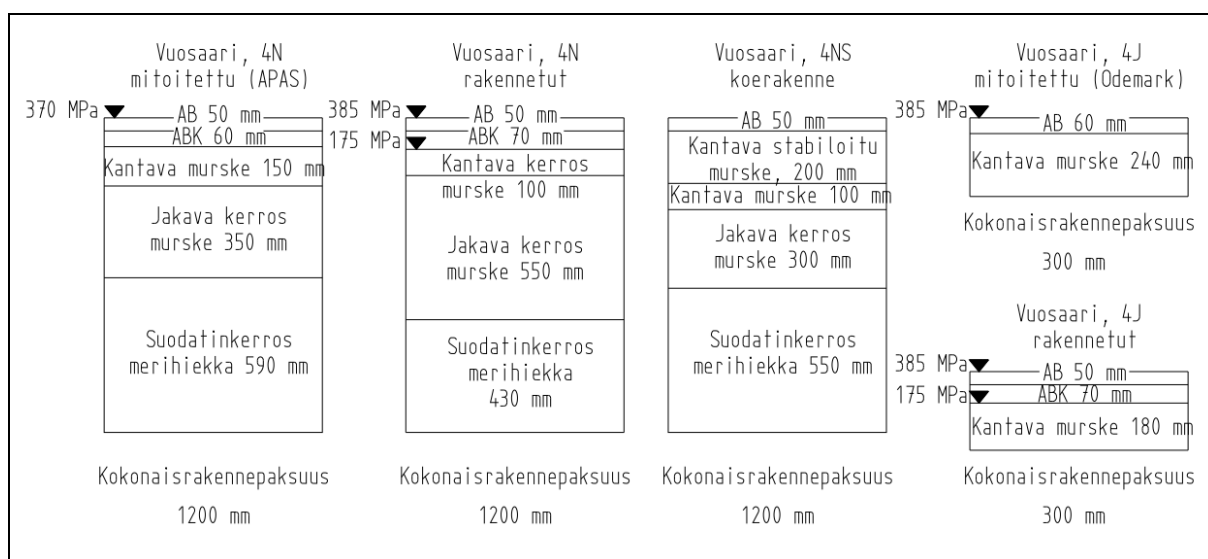 Vuosaari, 4N
mitoitettu (APAS)
370 MPa
AB 50 mm
ABK 60 mm
Kantava murske 150 mm
Jakava kerros
murske 350 mm
Suodatinkerros
merihiekka 590 mm
Kokonaisrakennepaksuus
1200 mm
Vuosaari, 4N
rakennetut
385 MPa
AB 50 mm
175 MPa
ABK 70 mm
Kantava kerros
murske 100 mm
Jakava kerros
murske 550 mm
Suodatinkerros
merihiekka
430 mm
Kokonaisrakennepaksuus
1200 mm
Vuosaari, 4NS
koerakenne
AB 50 mm
Kantava stabiloitu
murske, 200 mm
Kantava murske 100 mm
Jakava kerros
murske 300 mm
Suodatinkerros
merihiekka 550 mm
Kokonaisrakennepaksuus
1200 mm
Vuosaari, 4J
mitoitettu (Odemark)
385 MPa
AB 60 mm
Kantava murske 240 mm
Kokonaisrakennepaksuus
300 mm
Vuosaari, 4J
rakennetut
385 MPa
AB 50 mm
175 MPa
ABK 70 mm
Kantava murske 180 mm
Kokonaisrakennepaksuus
300 mm